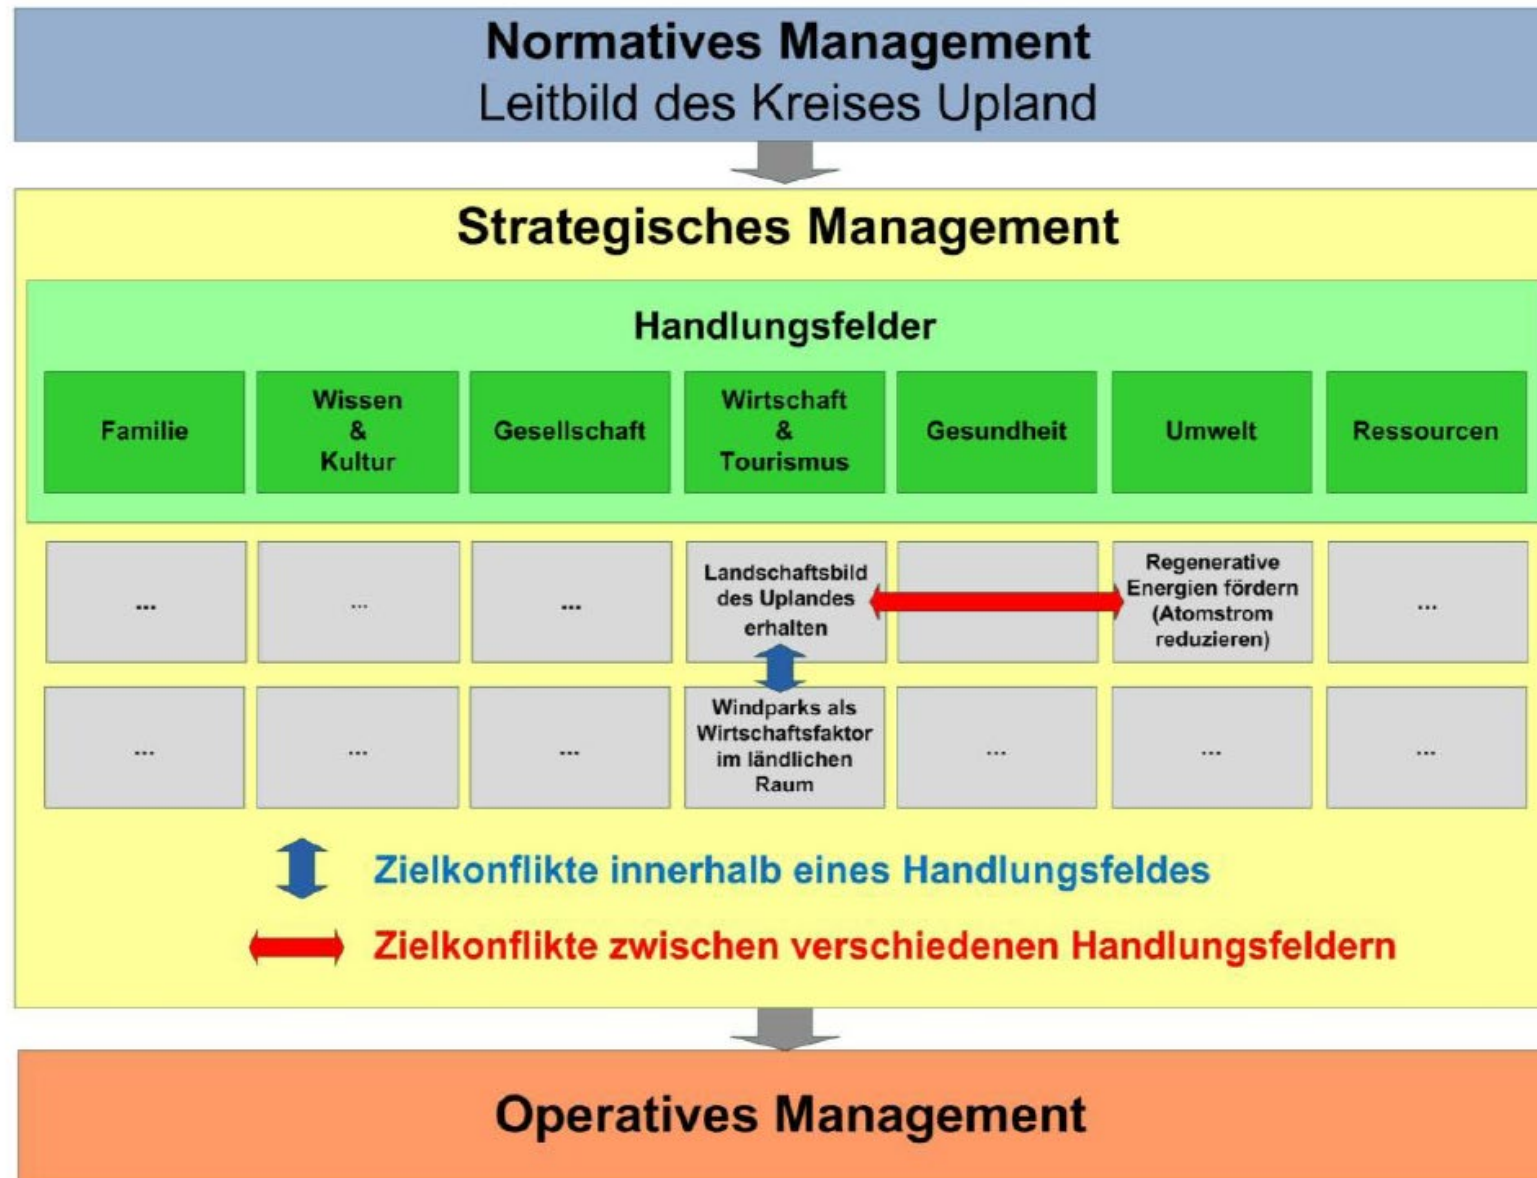 Normatives Management
Leitbild des Kreises Upland
Strategisches Management
Handlungsfelder
Familie
Wissen
&
Kultur
Gesellschaft
Wirtschaft
&
Tourismus
Gesundheit
Umwelt
Ressourcen
...
...
...
Landschaftsbild
des Uplandes
erhalten
Regenerative
Energien fördern
(Atomstrom
reduzieren)
...
...
...
...
Windparks als
Wirtschaftsfaktor
im ländlichen
Raum
...
...
...
Zielkonflikte innerhalb eines Handlungsfeldes
Zielkonflikte zwischen verschiedenen Handlungsfeldern
Operatives Management